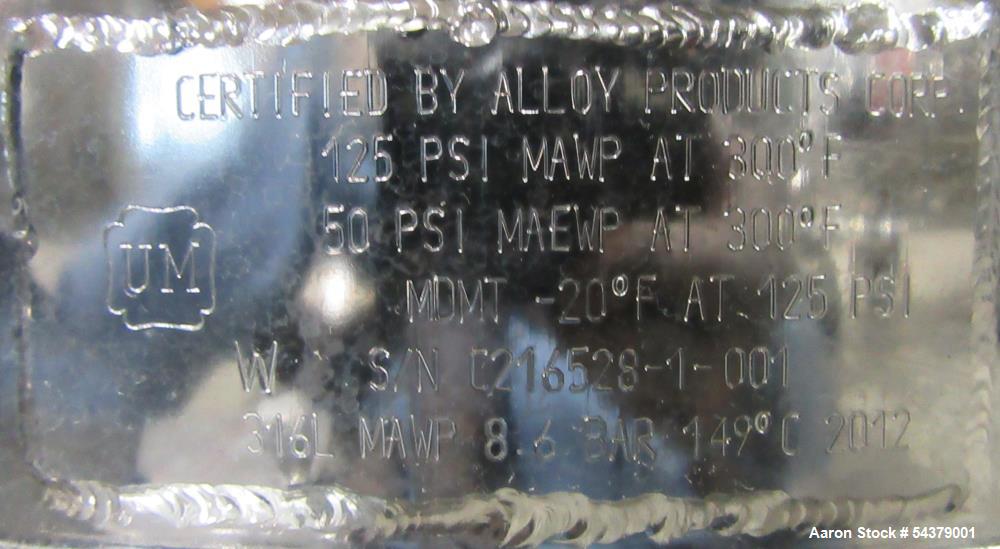 CERTIFIED BY ALLOY PRODUCTS CORP.
125 PSI MAWP AT 300°F
50 PSI MAEWP AT 300°F
UM
MDMT -20°F AT 125 PSI
W S/N C216528-1-001
316L MAWP 8.6 BAR 149°C 2012
Aaron Stock # 54379001